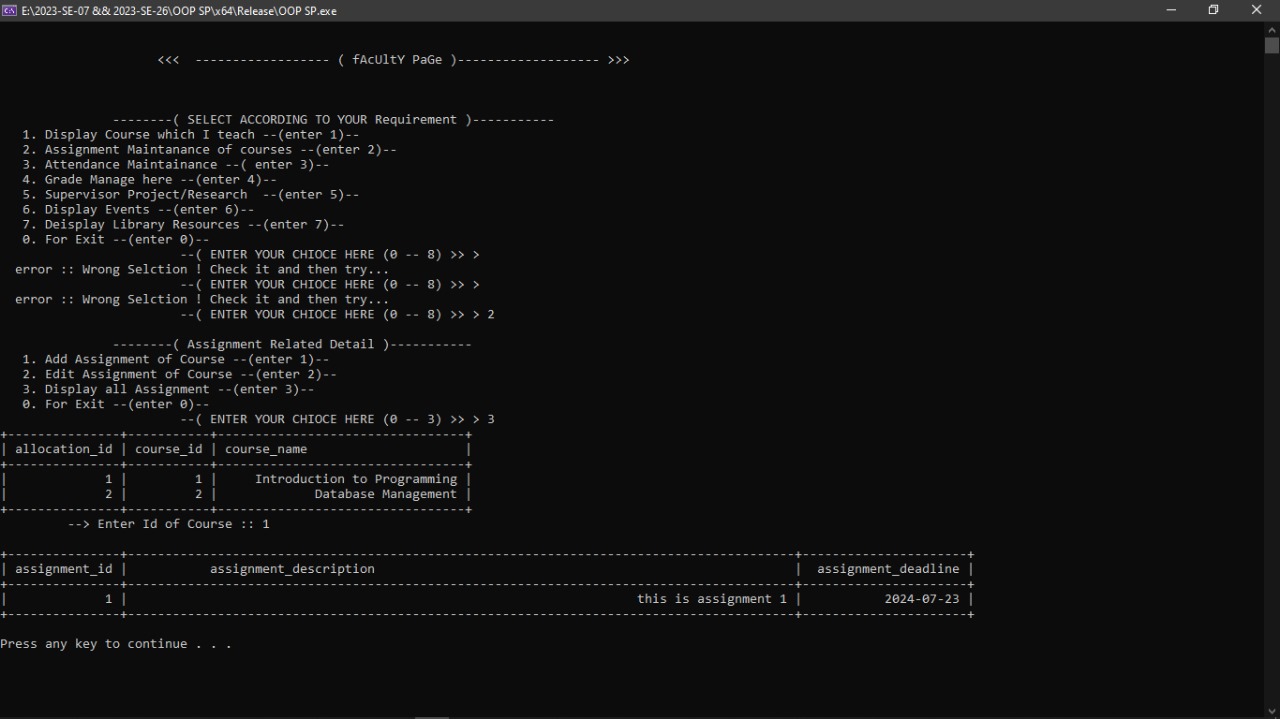 E:\2023-SE-07 && 2023-SE-26\OOP SP\x64\Release\OOP SP.exe
<<<  ------------------ ( fAcUltY PaGe )------------------- >>>
--------( SELECT ACCORDING TO YOUR Requirement )-----------
1. Display Course which I teach --(enter 1)--
2. Assignment Maintanance of courses --(enter 2)--
3. Attendance Maintainance --( enter 3)--
4. Grade Manage here --(enter 4)--
5. Supervisor Project/Research  --(enter 5)--
6. Display Events --(enter 6)--
7. Deisplay Library Resources --(enter 7)--
0. For Exit --(enter 0)--
--( ENTER YOUR CHIOCE HERE (0 -- 8) >> >
error :: Wrong Selction ! Check it and then try...
--( ENTER YOUR CHIOCE HERE (0 -- 8) >> >
error :: Wrong Selction ! Check it and then try...
--( ENTER YOUR CHIOCE HERE (0 -- 8) >> > 2
--------( Assignment Related Detail )-----------
1. Add Assignment of Course --(enter 1)--
2. Edit Assignment of Course --(enter 2)--
3. Display all Assignment --(enter 3)--
0. For Exit --(enter 0)--
--( ENTER YOUR CHIOCE HERE (0 -- 3) >> > 3
+---------------+-----------+---------------------------------+
| allocation_id | course_id | course_name                     |
+---------------+-----------+---------------------------------+
|             1 |         1 |     Introduction to Programming |
|             2 |         2 |             Database Management |
+---------------+-----------+---------------------------------+
--> Enter Id of Course :: 1
+---------------+-----------------------------------------------------------------------------------------+----------------------+
| assignment_id |           assignment_description                                                        |  assignment_deadline |
+---------------+-----------------------------------------------------------------------------------------+----------------------+
|             1 |                                                                    this is assignment 1 |           2024-07-23 |
+---------------+-----------------------------------------------------------------------------------------+----------------------+
Press any key to continue . . .